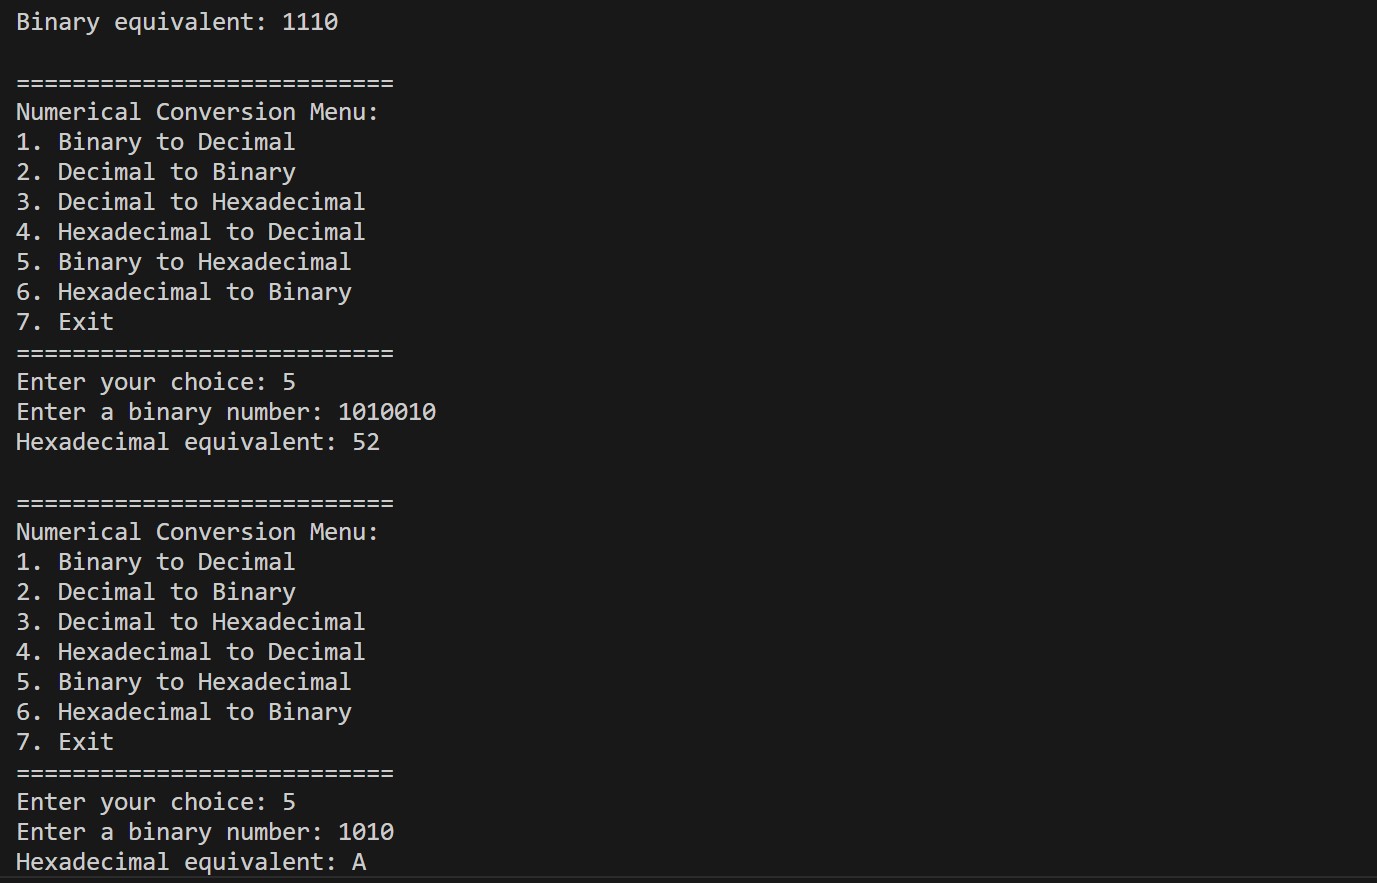 Binary equivalent: 1110
===========================
Numerical Conversion Menu:
1. Binary to Decimal
2. Decimal to Binary
3. Decimal to Hexadecimal
4. Hexadecimal to Decimal
5. Binary to Hexadecimal
6. Hexadecimal to Binary
7. Exit
===========================
Enter your choice: 5
Enter a binary number: 1010010
Hexadecimal equivalent: 52
===========================
Numerical Conversion Menu:
1. Binary to Decimal
2. Decimal to Binary
3. Decimal to Hexadecimal
4. Hexadecimal to Decimal
5. Binary to Hexadecimal
6. Hexadecimal to Binary
7. Exit
===========================
Enter your choice: 5
Enter a binary number: 1010
Hexadecimal equivalent: A